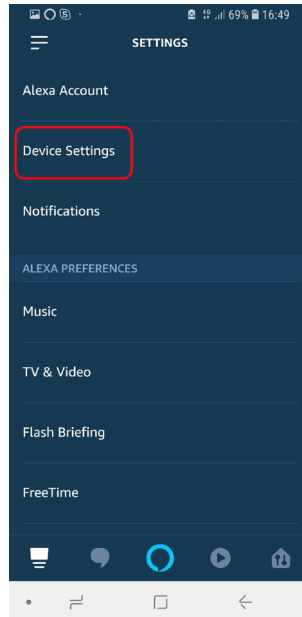 69% 16:49
SETTINGS
Alexa Account
Device Settings
Notifications
ALEXA PREFERENCES
Music
TV & Video
Flash Briefing
FreeTime